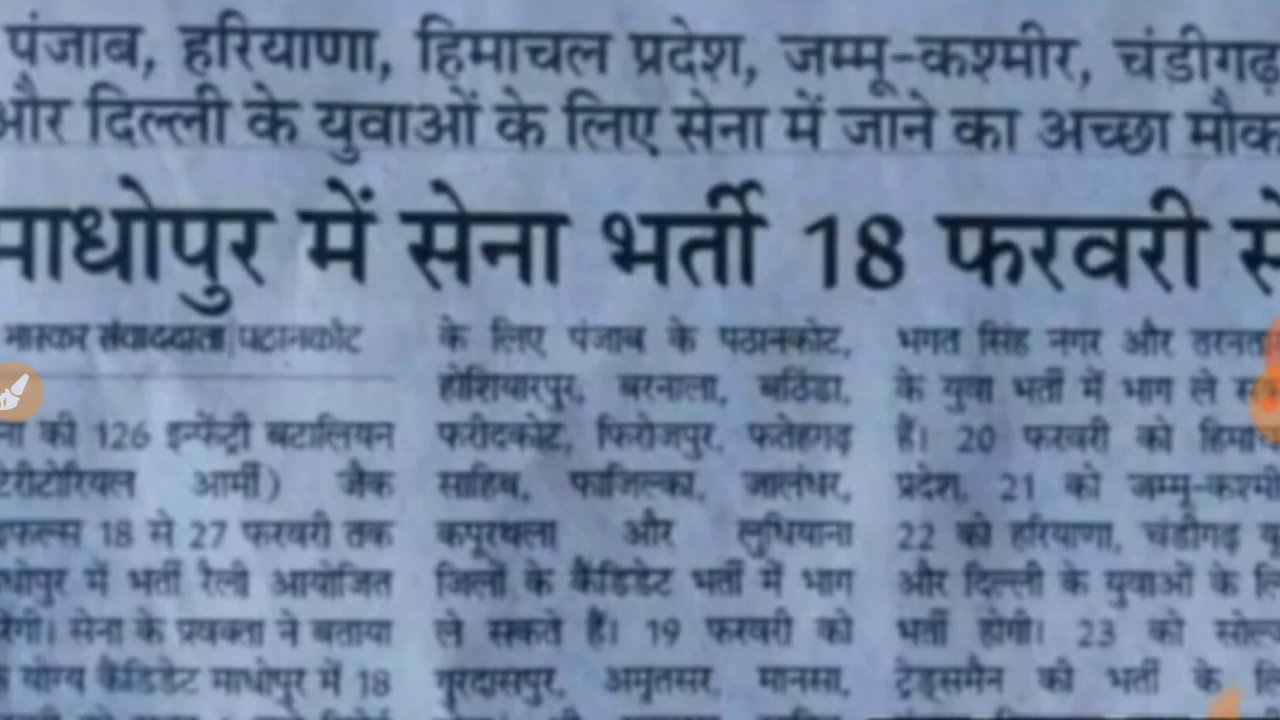 पंजाब, हरियाणा, हिमाचल प्रदेश, जम्मू-कश्मीर, चंडीगढ़
और दिल्ली के युवाओं के लिए सेना में जाने का अच्छा
माधोपुर में सेना भर्ती 18 फरवरी से
भास्कर संवाददाता|पठानकोट
की 126 इन्फेंट्री बटालियन
टेरीटोरियल आर्मी) जैक
18 से 27 फरवरी तक
में भर्ती रैली आयोजित
सेना के प्रवक्ता ने बताया
योग्य कैंडिडेट माधोपुर में 18
के लिए पंजाब के पठानकोट,
होशियारपुर, बरनाला, बठिंडा,
फरीदकोट, फिरोजपुर, फतेहगढ़
साहिब, फाजिल्का, जालंधर,
कपूरथला और लुधियाना
जिलों के कैंडिडेट भर्ती में भाग
ले सकते हैं। 19 फरवरी को
गुरदासपुर, अमृतसर, मानसा,
भगत सिंह नगर और
के युवा भर्ती में भाग ले
हैं। 20 फरवरी को
प्रदेश, 21 को
22 को हरियाणा, चंडीगढ़
और दिल्ली के युवाओं के
भर्ती होगी। 23 को
ट्रेड्समैन की भर्ती के